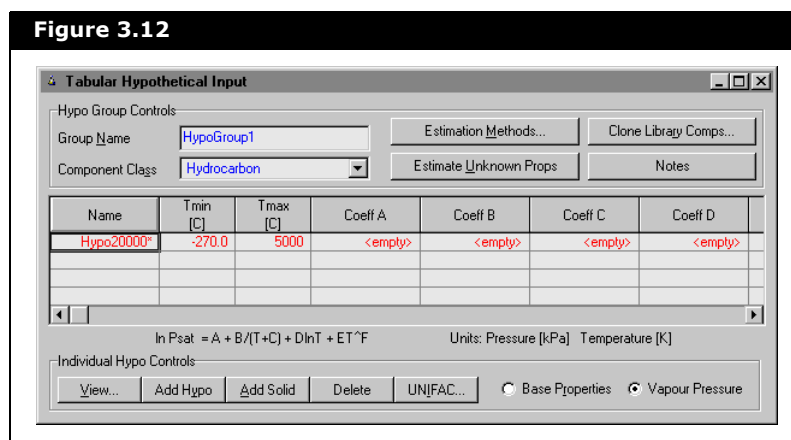 Figure 3.12
Tabular Hypothetical Input
Hypo Group Controls
Group Name HypoGroup1 Estimation Methods... Clone Library Comps...
Component Class Hydrocarbon Estimate Unknown Props Notes
Name Tmin [C] Tmax [C] Coeff A Coeff B Coeff C Coeff D
Hypo20000* -270.0 5000 <empty> <empty> <empty> <empty>
ln Psat = A + B/(T+C) + DlnT + ET^F Units: Pressure [kPa] Temperature [K]
Individual Hypo Controls
View... Add Hypo Add Solid Delete UNIFAC... Base Properties Vapour Pressure